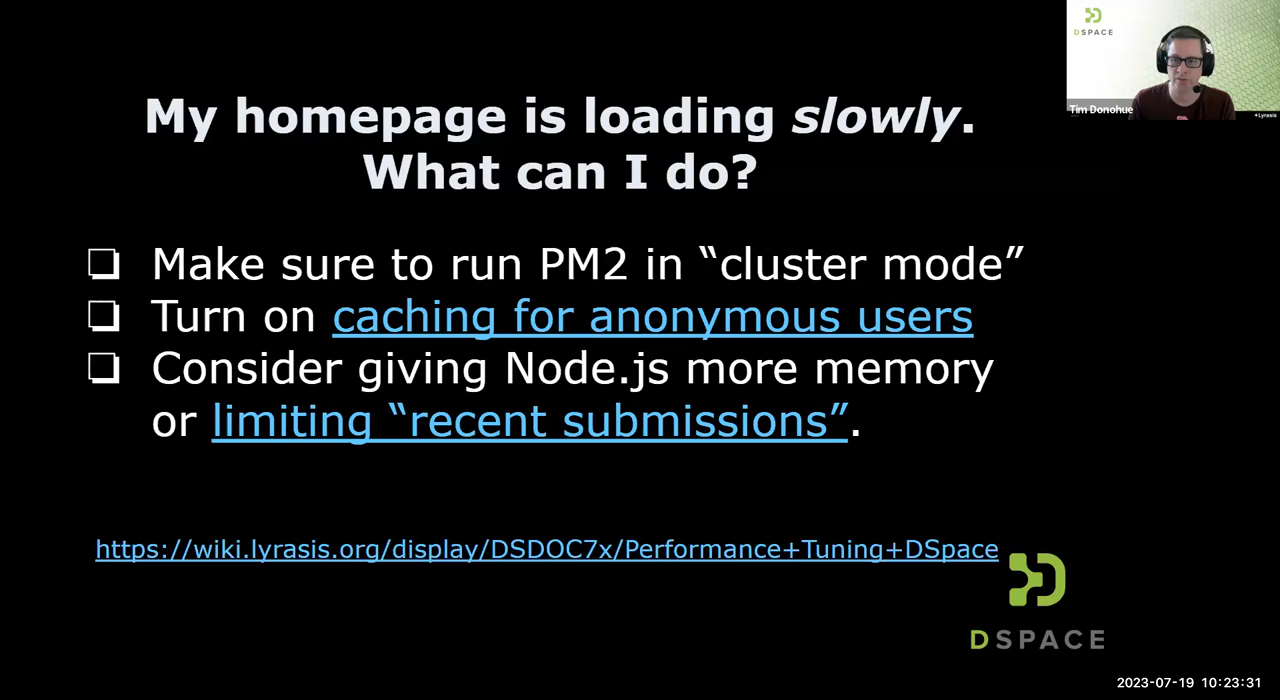 DSPACE
Tim Donohue
Lyrasis
My homepage is loading slowly.
What can I do?
❏ Make sure to run PM2 in “cluster mode”
❏ Turn on caching for anonymous users
❏ Consider giving Node.js more memory
or limiting “recent submissions”.
https://wiki.lyrasis.org/display/DSDOC7x/Performance+Tuning+DSpace
DSPACE
2023-07-19 10:23:31